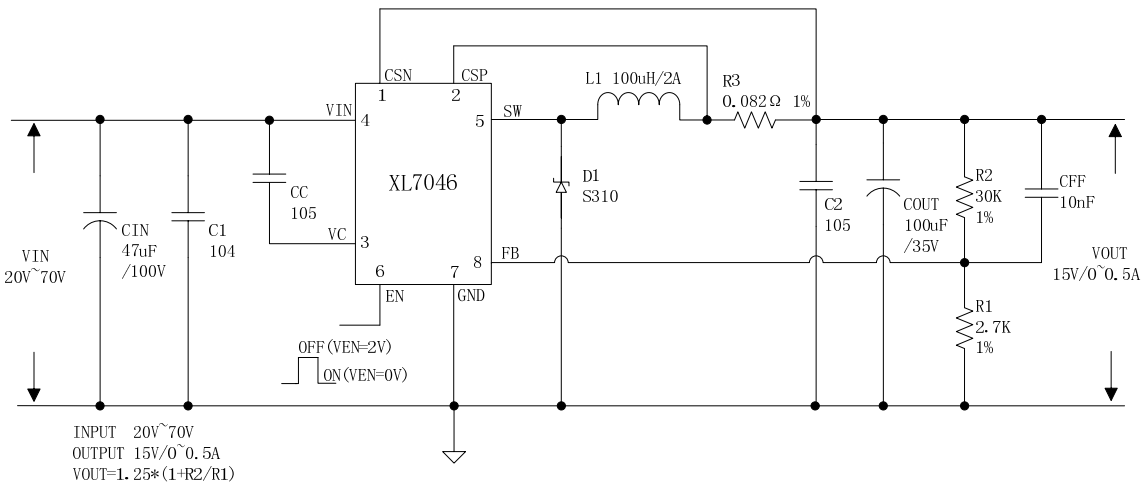 CSN
CSP
1
2
L1 100uH/2A
R3
0.082Ω 1%
VIN
4
5
SW
XL7046
CC
105
D1
S310
R2
30K
1%
CFF
10nF
C2
105
COUT
100uF
/35V
CIN
47uF
/100V
C1
104
VC
3
8
FB
VIN
20V~70V
VOUT
15V/0~0.5A
6
7
EN
GND
R1
2.7K
1%
OFF(VEN=2V)
ON(VEN=0V)
INPUT 20V~70V
OUTPUT 15V/0~0.5A
VOUT=1.25*(1+R2/R1)